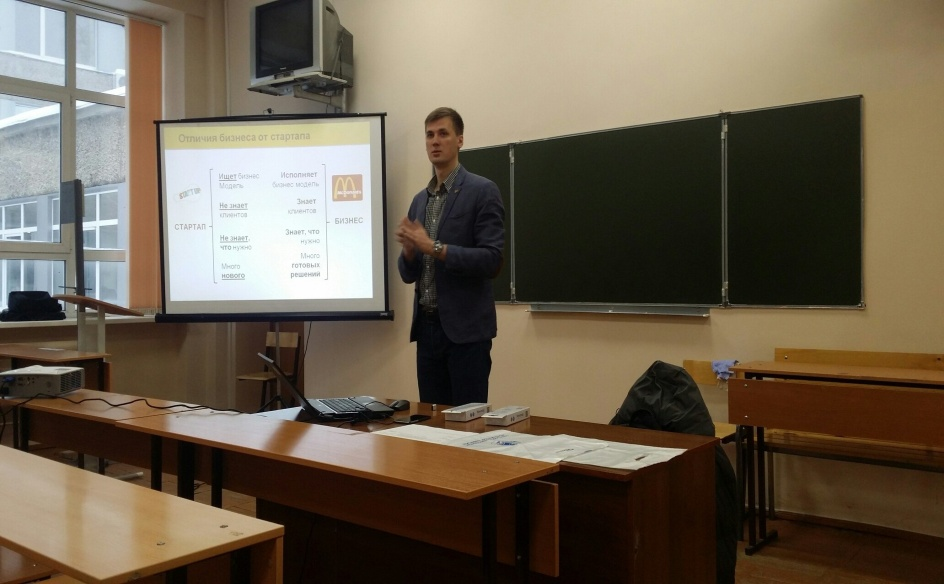 Отличия бизнеса от стартапа
Ищет бизнес
Модель
Не знает
клиентов
СТАРТАП
Не знает,
что нужно
Много
нового
Исполняет
бизнес модель
Знает
клиентов
БИЗНЕС
Знает, что
нужно
Много
готовых
решений